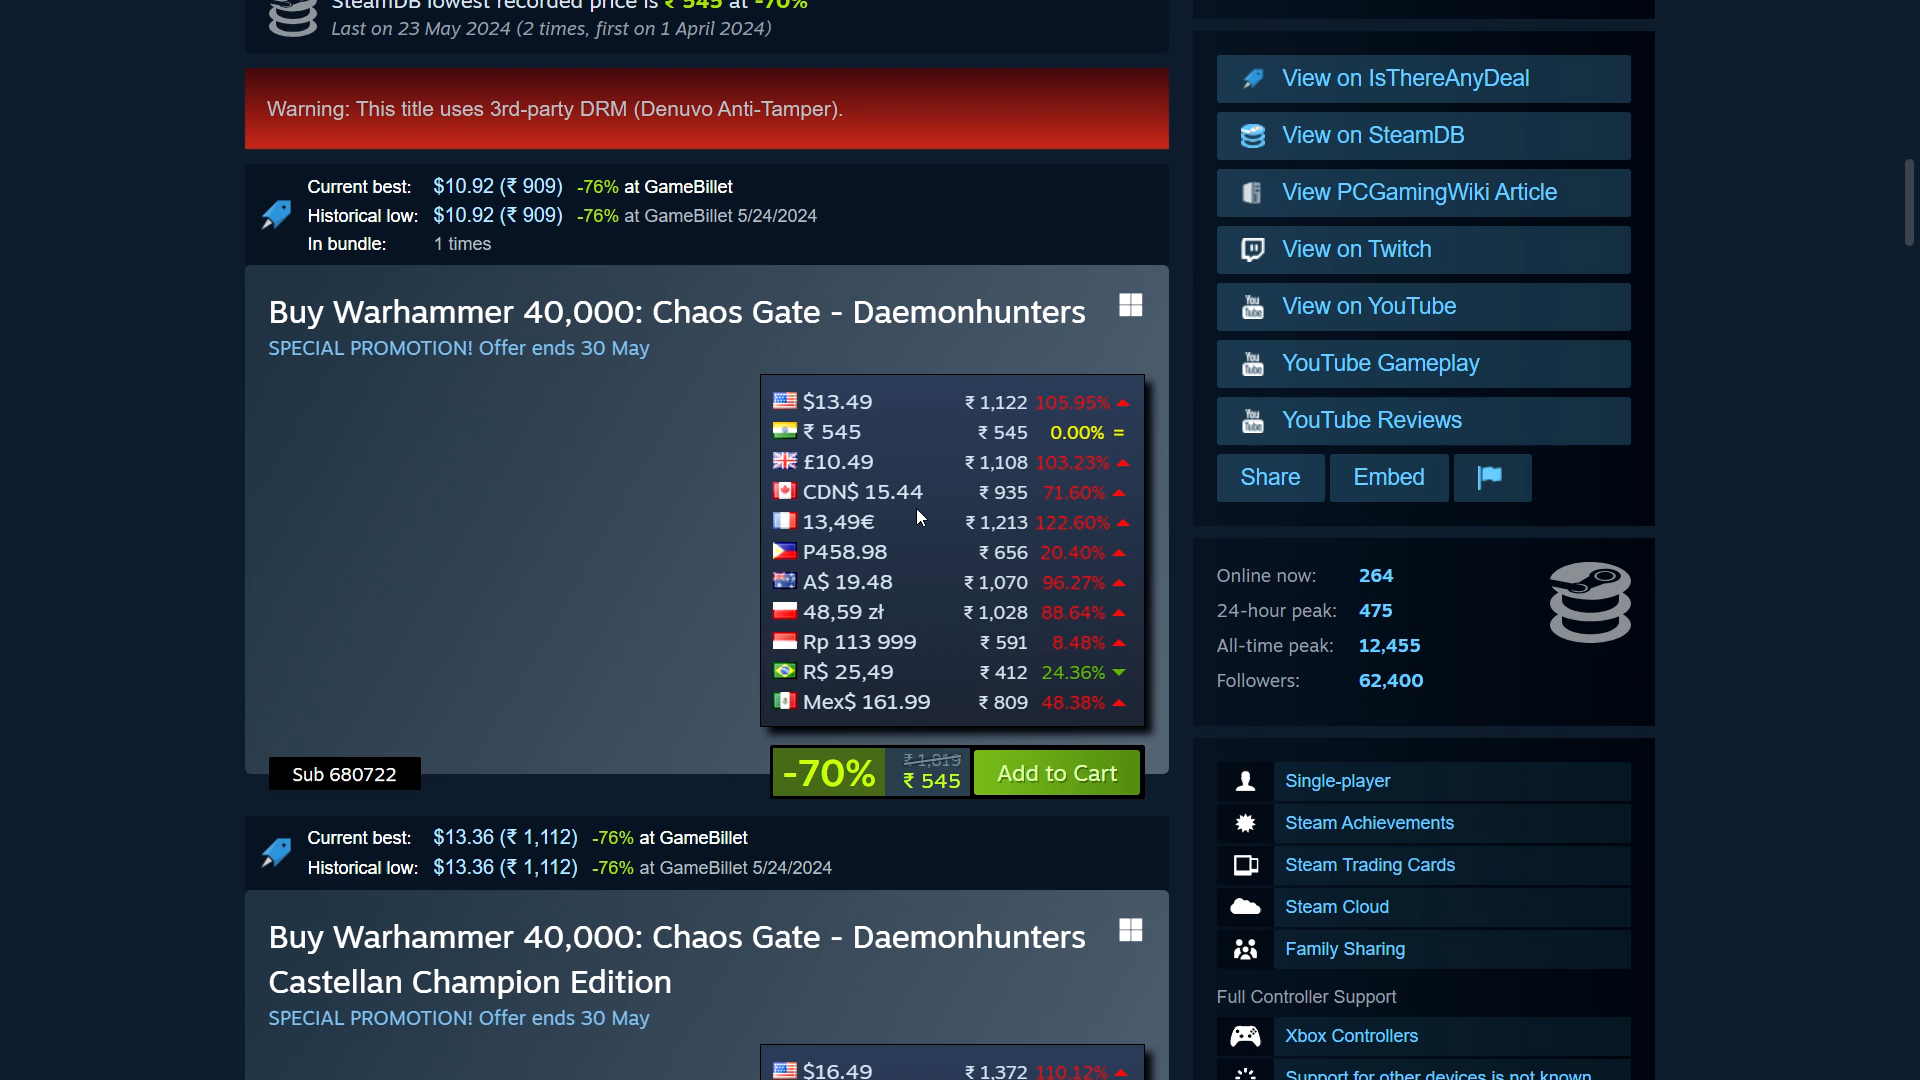 SteamDB lowest recorded price is ₹ 545 at -70%
Last on 23 May 2024 (2 times, first on 1 April 2024)
Warning: This title uses 3rd-party DRM (Denuvo Anti-Tamper).
Current best: $10.92 (₹ 909) -76% at GameBillet
Historical low: $10.92 (₹ 909) -76% at GameBillet 5/24/2024
In bundle: 1 times
Buy Warhammer 40,000: Chaos Gate - Daemonhunters
SPECIAL PROMOTION! Offer ends 30 May
$13.49 ₹ 1,122 105.95%
₹ 545 ₹ 545 0.00% =
£10.49 ₹ 1,108 103.23%
CDN$ 15.44 ₹ 935 71.60%
13,49€ ₹ 1,213 122.60%
P458.98 ₹ 656 20.40%
A$ 19.48 ₹ 1,070 96.27%
48,59 zł ₹ 1,028 88.64%
Rp 113 999 ₹ 591 8.48%
R$ 25,49 ₹ 412 24.36%
Mex$ 161.99 ₹ 809 48.38%
Sub 680722
-70%
₹ 1,819
₹ 545
Add to Cart
Current best: $13.36 (₹ 1,112) -76% at GameBillet
Historical low: $13.36 (₹ 1,112) -76% at GameBillet 5/24/2024
Buy Warhammer 40,000: Chaos Gate - Daemonhunters
Castellan Champion Edition
SPECIAL PROMOTION! Offer ends 30 May
$16.49 ₹ 1,372 110.12%
View on IsThereAnyDeal
View on SteamDB
View PCGamingWiki Article
View on Twitch
You Tube View on YouTube
You Tube YouTube Gameplay
You Tube YouTube Reviews
Share Embed
Online now: 264
24-hour peak: 475
All-time peak: 12,455
Followers: 62,400
Single-player
Steam Achievements
Steam Trading Cards
Steam Cloud
Family Sharing
Full Controller Support
Xbox Controllers
Support for other devices is not known